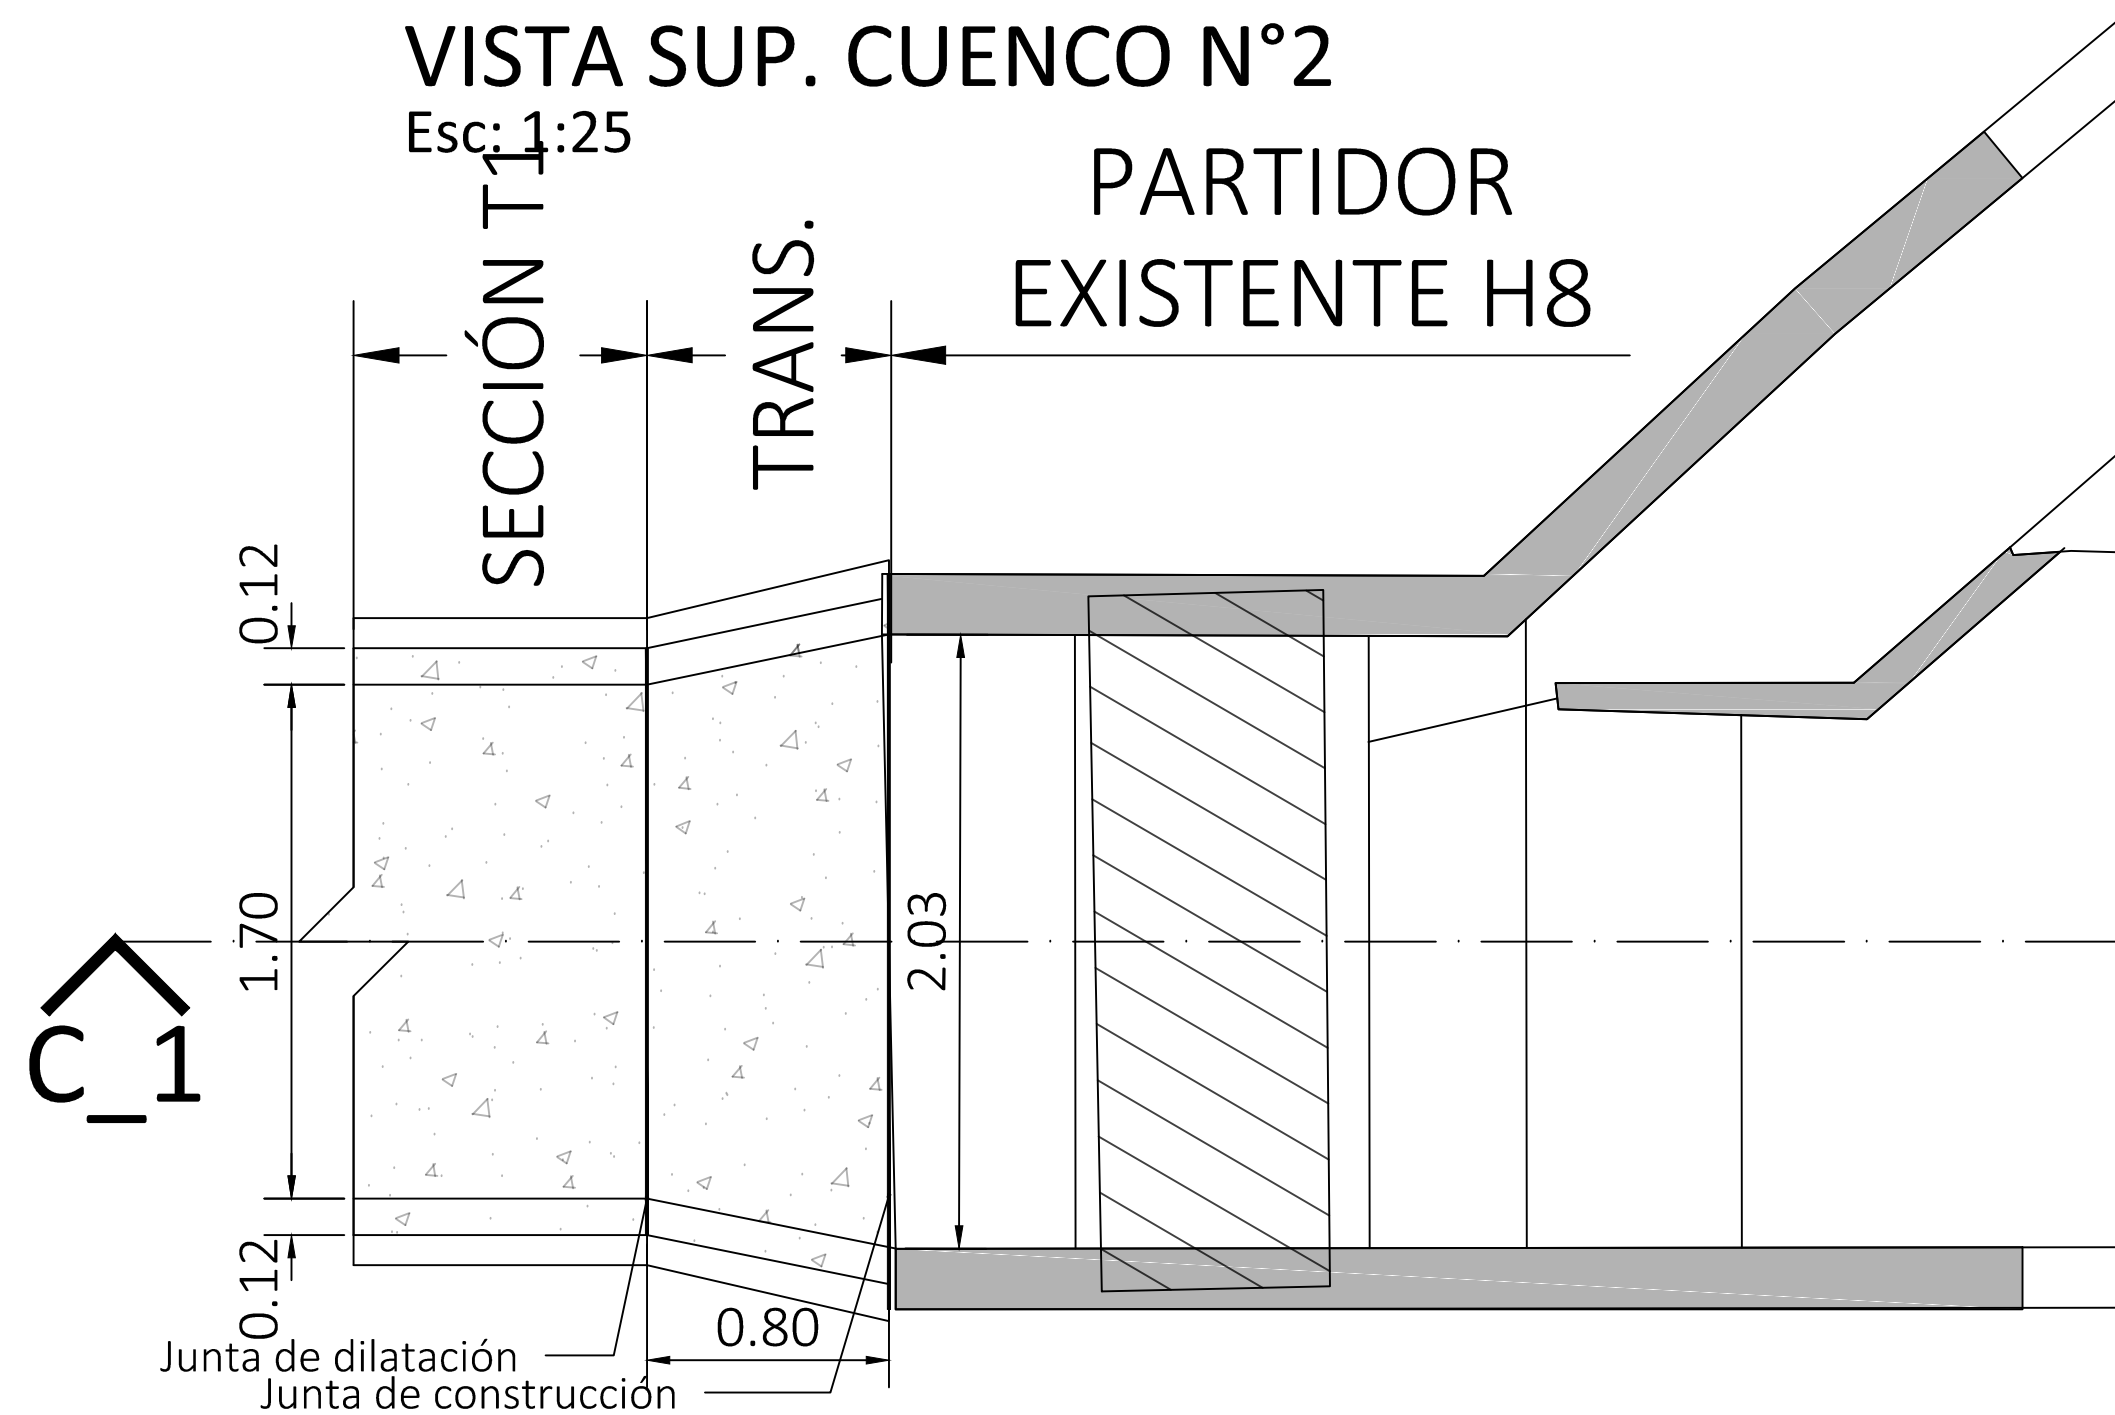 VISTA SUP. CUENCO N°2
Esc: 1:25
SECCIÓN T1
TRANS.
PARTIDOR
EXISTENTE H8
0.12
1.70
2.03
C_1
0.12
0.80
Junta de dilatación
Junta de construcción